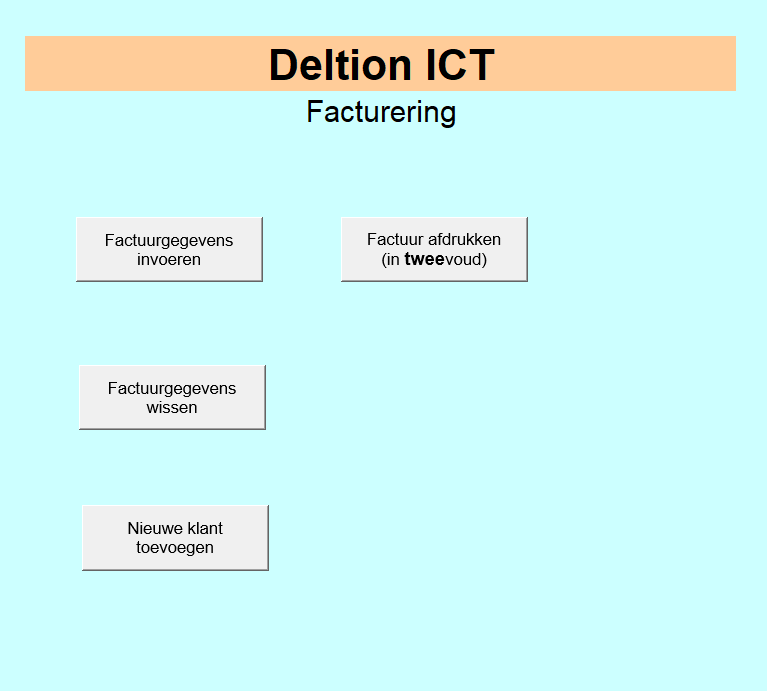 Deltion ICT
Facturering
Factuurgegevens
invoeren
Factuur afdrukken
(in tweevoud)
Factuurgegevens
wissen
Nieuwe klant
toevoegen